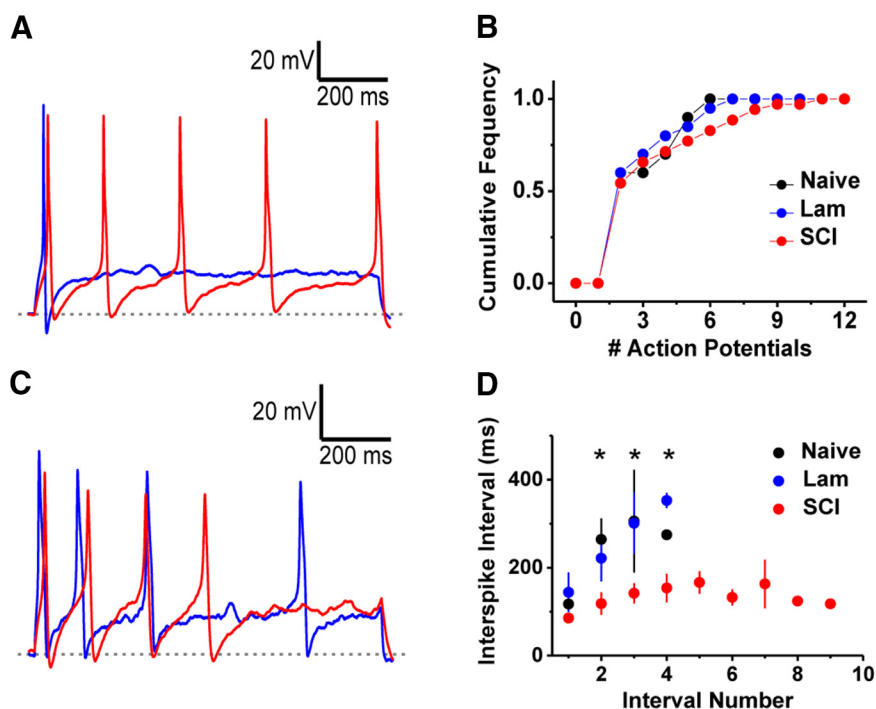 A
20 mV
200 ms
B
Cumulative Fequency
1.0
0.5
0.0
Naive
Lam
SCI
0 3 6 9 12
# Action Potentials
C
20 mV
200 ms
D
Interspike Interval (ms)
400
200
0
* * *
Naive
Lam
SCI
2 4 6 8 10
Interval Number